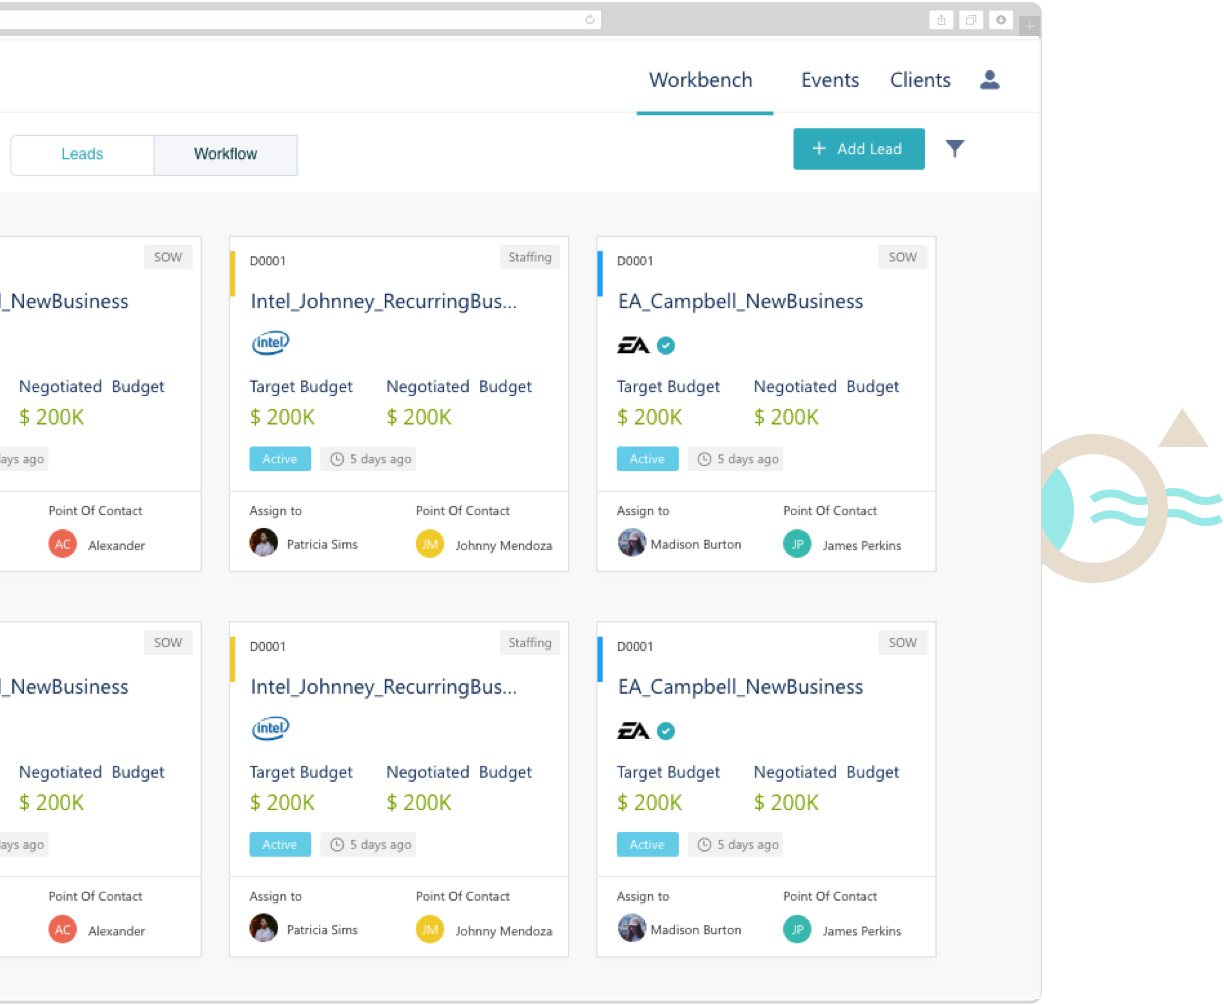 Workbench Events Clients
Leads Workflow
+ Add Lead
SOW
_NewBusiness
Negotiated Budget
$ 200K
days ago
Point Of Contact
AC Alexander
D0001 Staffing
Intel_Johnney_RecurringBus...
intel
Target Budget Negotiated Budget
$ 200K $ 200K
Active 5 days ago
Assign to Point Of Contact
Patricia Sims JM Johnny Mendoza
D0001 SOW
EA_Campbell_NewBusiness
EA
Target Budget Negotiated Budget
$ 200K $ 200K
Active 5 days ago
Assign to Point Of Contact
Madison Burton JP James Perkins
SOW
_NewBusiness
Negotiated Budget
$ 200K
days ago
Point Of Contact
AC Alexander
D0001 Staffing
Intel_Johnney_RecurringBus...
intel
Target Budget Negotiated Budget
$ 200K $ 200K
Active 5 days ago
Assign to Point Of Contact
Patricia Sims JM Johnny Mendoza
D0001 SOW
EA_Campbell_NewBusiness
EA
Target Budget Negotiated Budget
$ 200K $ 200K
Active 5 days ago
Assign to Point Of Contact
Madison Burton JP James Perkins